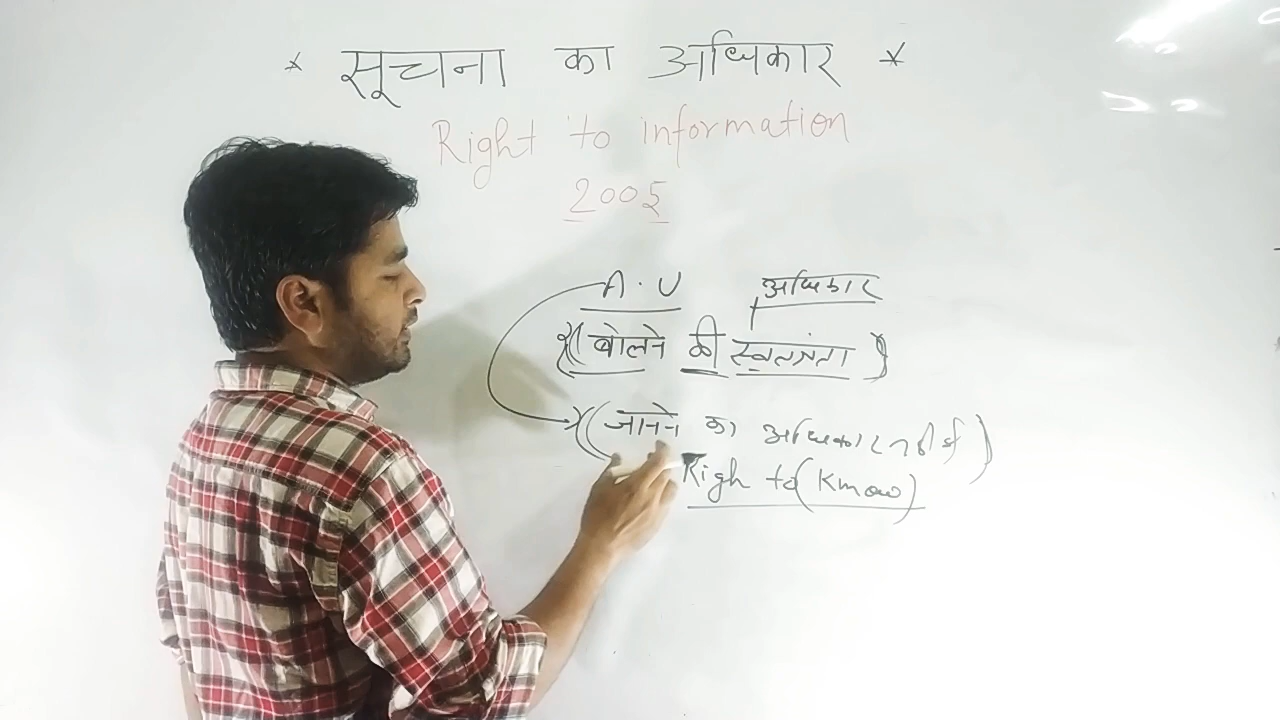 * सूचना का अधिकार *
Right to information
2005
A. U अधिकार
{( बोलने की स्वतंत्रता )}
(( जानने का अधिकार नहीं )
Righ to (Know)